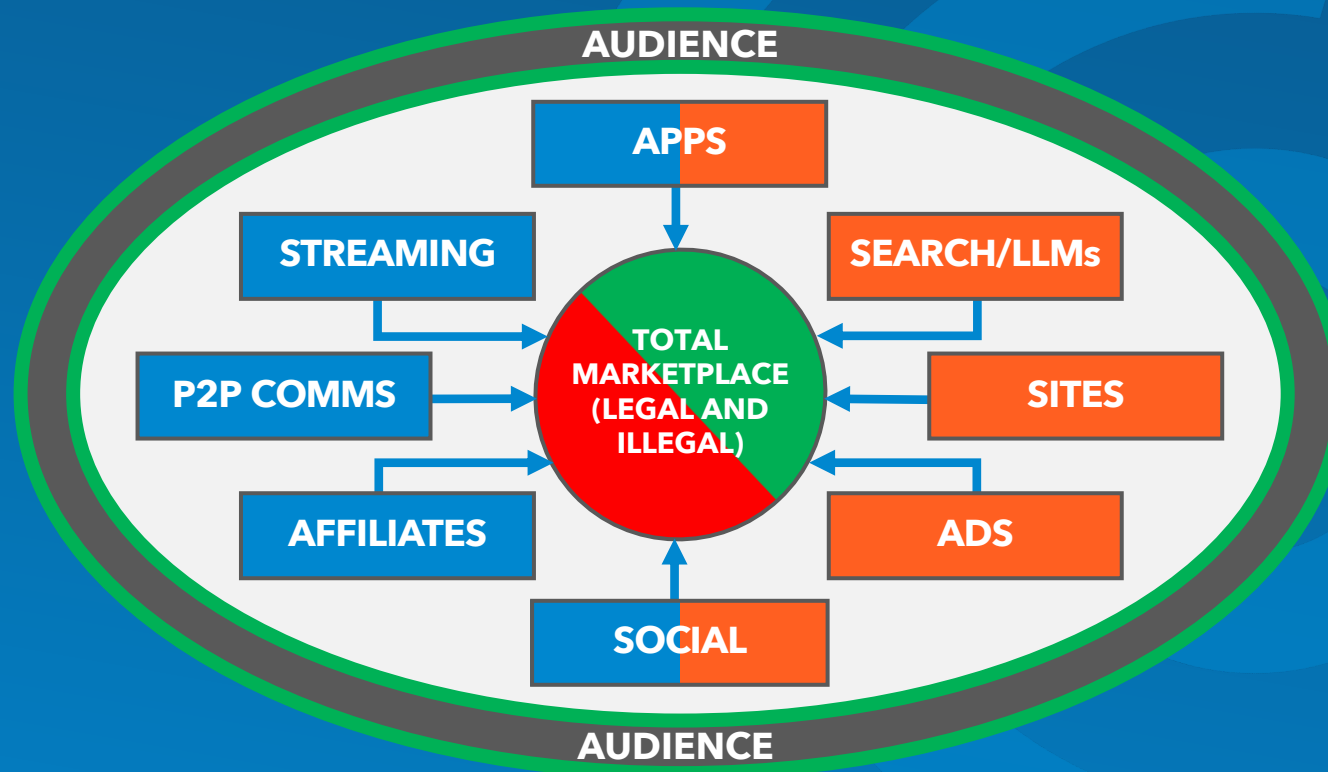 AUDIENCE
APPS
STREAMING
SEARCH/LLMs
TOTAL
MARKETPLACE
(LEGAL AND
ILLEGAL)
P2P COMMS
SITES
AFFILIATES
ADS
SOCIAL
AUDIENCE